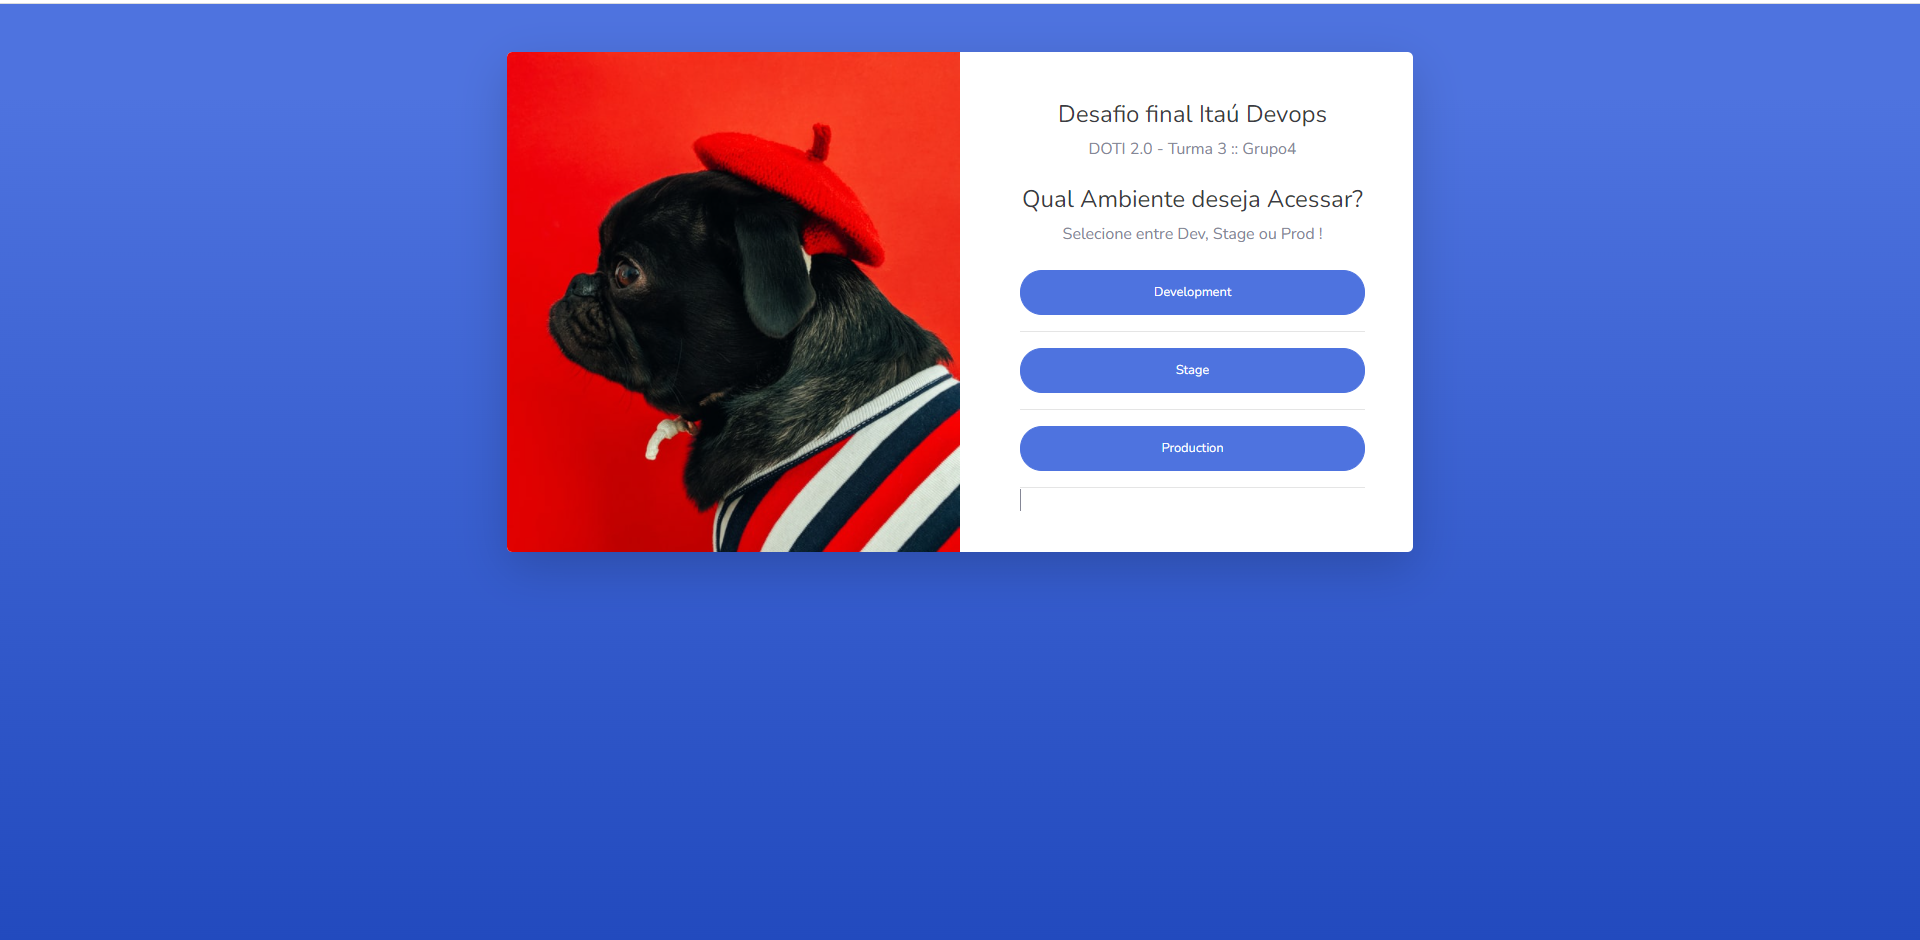 Desafio final Itaú Devops
DOTI 2.0 - Turma 3 :: Grupo4
Qual Ambiente deseja Acessar?
Selecione entre Dev, Stage ou Prod !
Development
Stage
Production